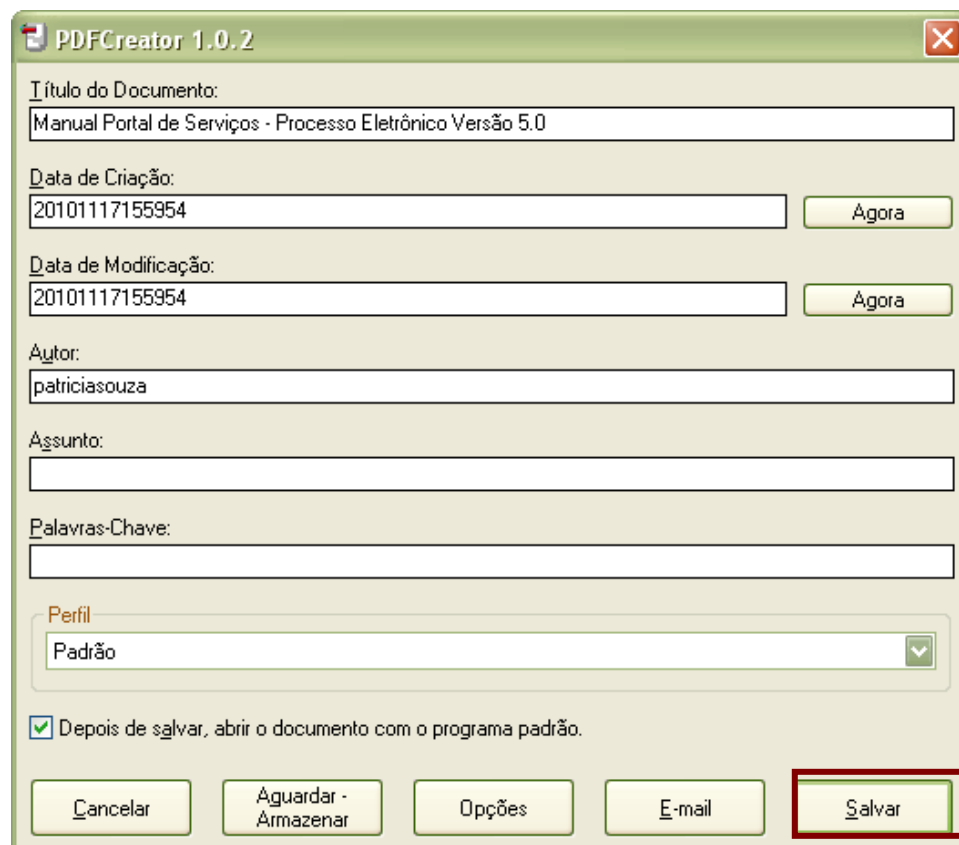 PDFCreator 1.0.2
Título do Documento:
Manual Portal de Serviços - Processo Eletrônico Versão 5.0
Data de Criação:
20101117155954
Agora
Data de Modificação:
20101117155954
Agora
Autor:
patriciasouza
Assunto:
Palavras-Chave:
Perfil
Padrão
Depois de salvar, abrir o documento com o programa padrão.
Cancelar
Aguardar -
Armazenar
Opções
E-mail
Salvar